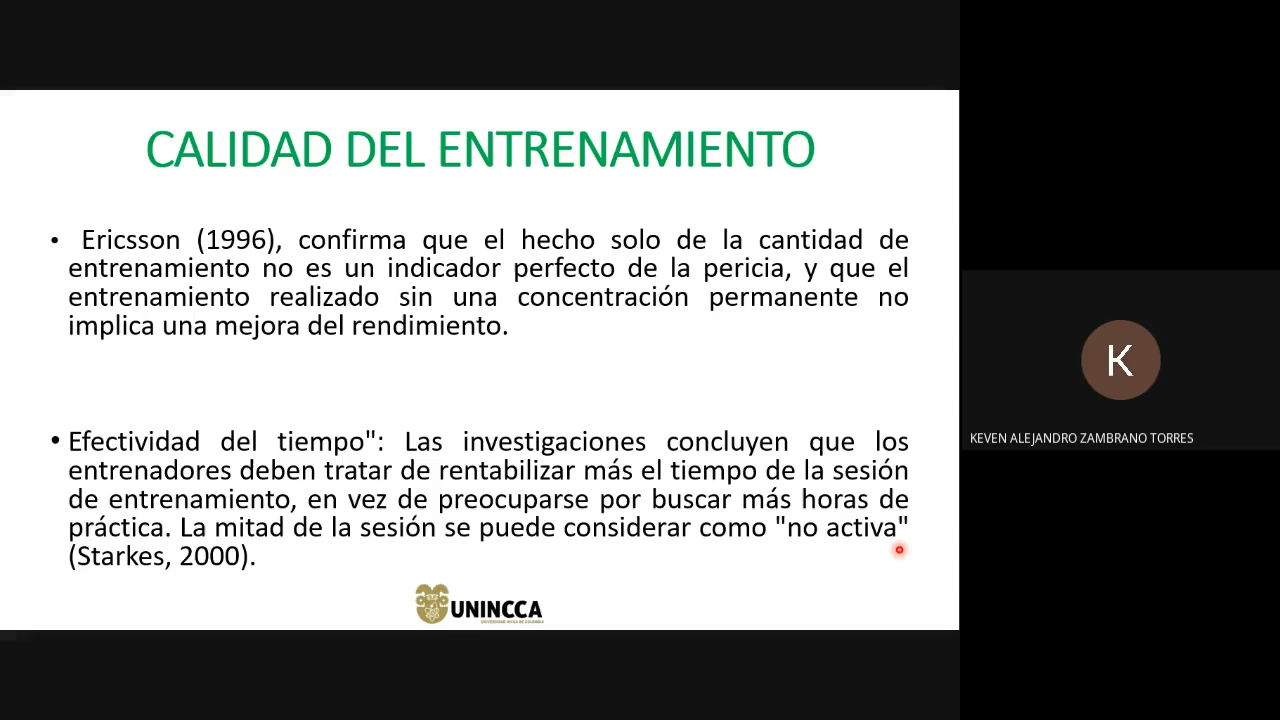 CALIDAD DEL ENTRENAMIENTO
• Ericsson (1996), confirma que el hecho solo de la cantidad de
entrenamiento no es un indicador perfecto de la pericia, y que el
entrenamiento realizado sin una concentración permanente no
implica una mejora del rendimiento.
• Efectividad del tiempo": Las investigaciones concluyen que los
entrenadores deben tratar de rentabilizar más el tiempo de la sesión
de entrenamiento, en vez de preocuparse por buscar más horas de
práctica. La mitad de la sesión se puede considerar como "no activa"
(Starkes, 2000).
UNINCCA
K
KEVEN ALEJANDRO ZAMBRANO TORRES